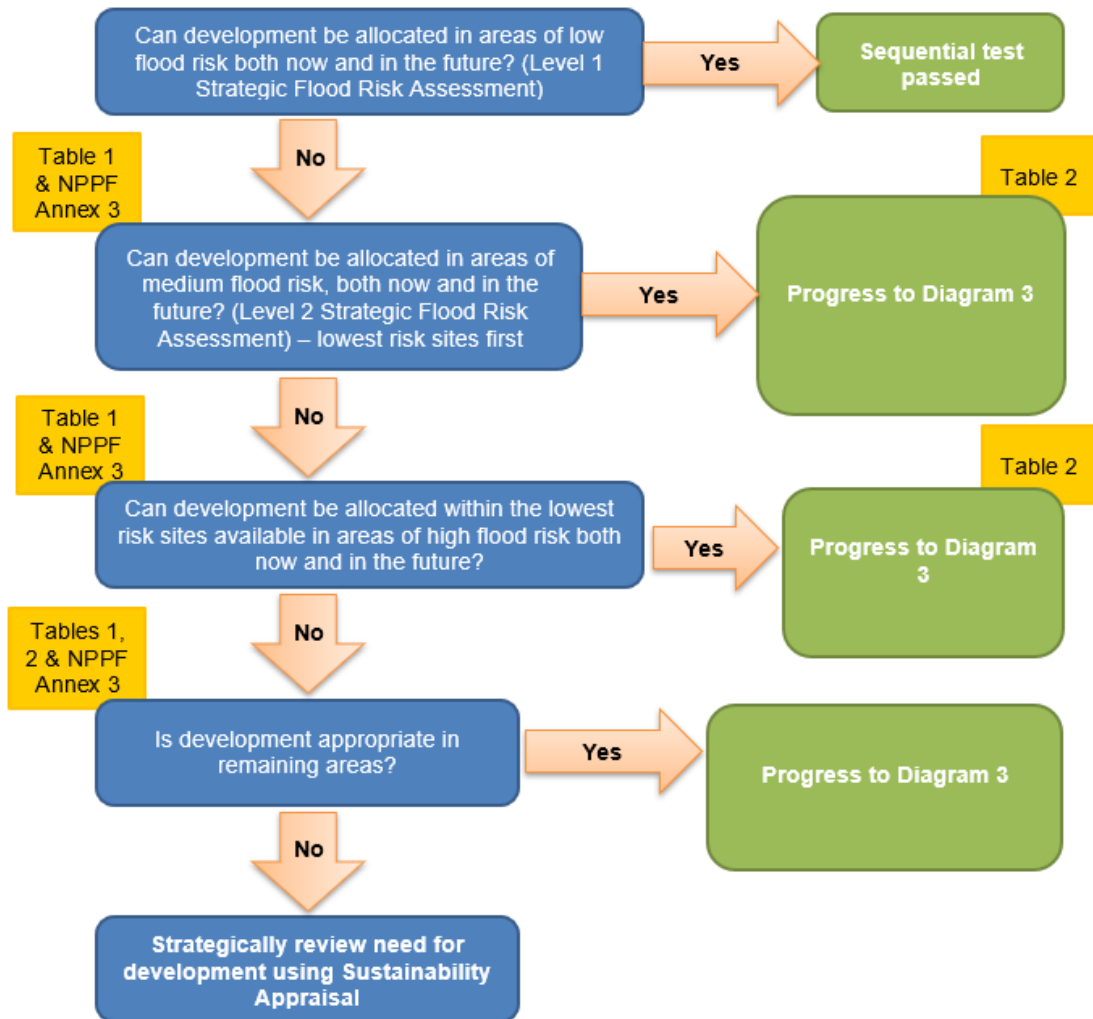 Can development be allocated in areas of low
flood risk both now and in the future? (Level 1
Strategic Flood Risk Assessment)
Yes
Sequential test
passed
No
Table 1
& NPPF
Annex 3
Table 2
Can development be allocated in areas of
medium flood risk, both now and in the
future? (Level 2 Strategic Flood Risk
Assessment) – lowest risk sites first
Yes
Progress to Diagram 3
No
Table 1
& NPPF
Annex 3
Table 2
Can development be allocated within the lowest
risk sites available in areas of high flood risk both
now and in the future?
Yes
Progress to Diagram
3
No
Tables 1,
2 & NPPF
Annex 3
Is development appropriate in
remaining areas?
Yes
Progress to Diagram 3
No
Strategically review need for
development using Sustainability
Appraisal